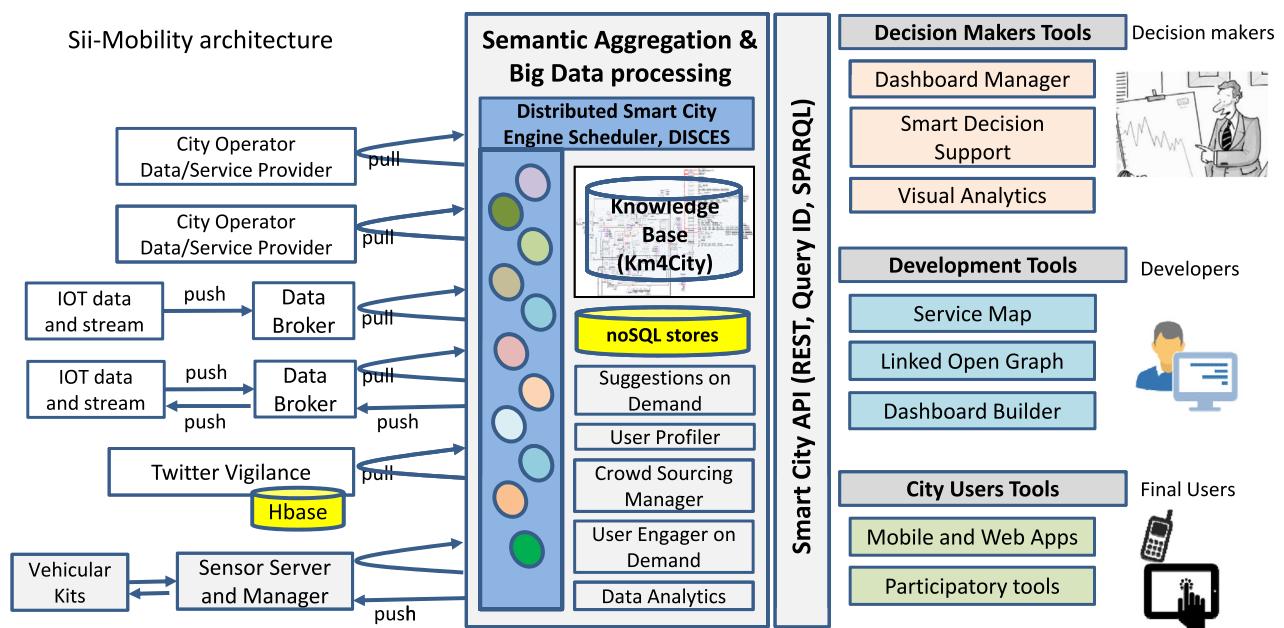 Sii-Mobility architecture
City Operator
Data/Service Provider
pull
City Operator
Data/Service Provider
pull
IOT data
and stream
push
Data
Broker
pull
IOT data
and stream
push
push
Data
Broker
pull
push
Twitter Vigilance
pull
Hbase
Vehicular
Kits
Sensor Server
and Manager
push
Semantic Aggregation &
Big Data processing
Distributed Smart City
Engine Scheduler, DISCES
Knowledge
Base
(Km4City)
noSQL stores
Suggestions on
Demand
User Profiler
Crowd Sourcing
Manager
User Engager on
Demand
Data Analytics
Smart City API (REST, Query ID, SPARQL)
Decision Makers Tools
Decision makers
Dashboard Manager
Smart Decision
Support
Visual Analytics
Development Tools
Developers
Service Map
Linked Open Graph
Dashboard Builder
City Users Tools
Final Users
Mobile and Web Apps
Participatory tools